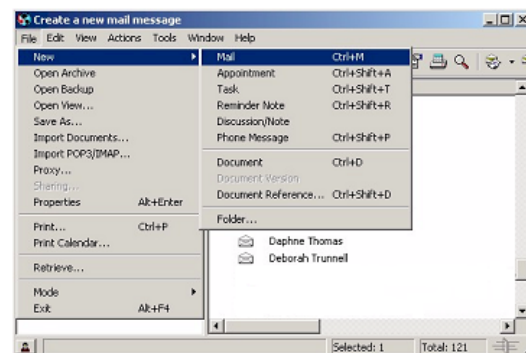 Create a new mail message
File Edit View Actions Tools Window Help
New
Open Archive
Open Backup
Open View...
Save As...
Import Documents...
Import POP3/IMAP...
Proxy...
Sharing...
Properties Alt+Enter
Print... Ctrl+P
Print Calendar...
Retrieve...
Mode
Exit Alt+F4
Mail Ctrl+M
Appointment Ctrl+Shift+A
Task Ctrl+Shift+T
Reminder Note Ctrl+Shift+R
Discussion/Note
Phone Message Ctrl+Shift+P
Document Ctrl+D
Document Version
Document Reference... Ctrl+Shift+D
Folder...
Daphne Thomas
Deborah Trunnell
Selected: 1 Total: 121